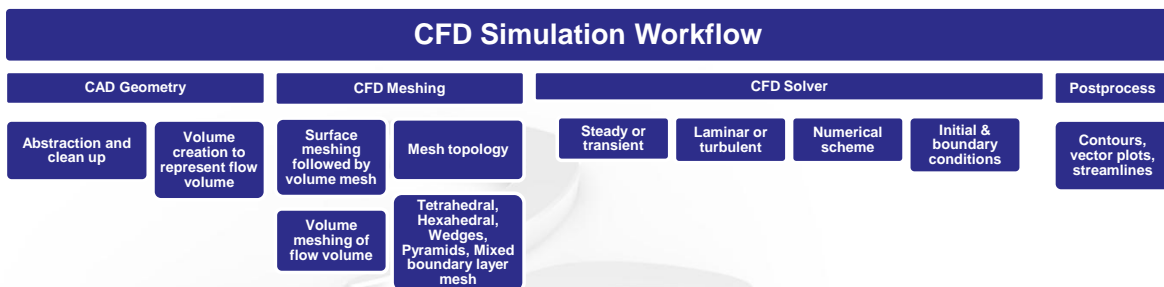 CFD Simulation Workflow
CAD Geometry
Abstraction and
clean up
Volume
creation to
represent flow
volume
CFD Meshing
Surface
meshing
followed by
volume mesh
Mesh topology
Volume
meshing of
flow volume
Tetrahedral,
Hexahedral,
Wedges,
Pyramids, Mixed
boundary layer
mesh
CFD Solver
Steady or
transient
Laminar or
turbulent
Numerical
scheme
Initial &
boundary
conditions
Postprocess
Contours,
vector plots,
streamlines